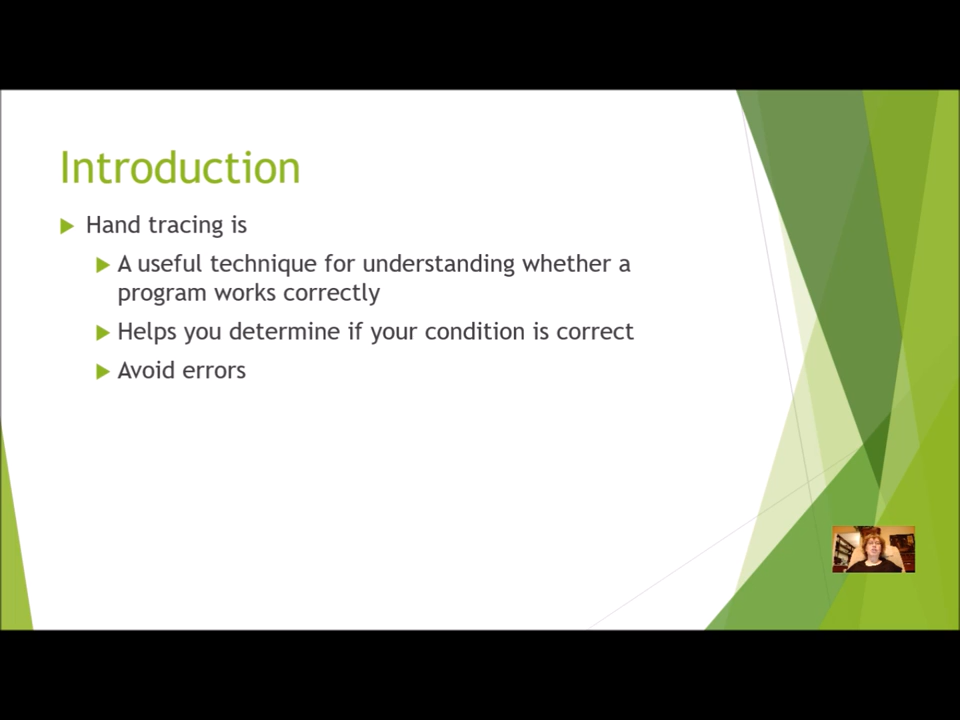 Introduction
Hand tracing is
A useful technique for understanding whether a
program works correctly
Helps you determine if your condition is correct
Avoid errors